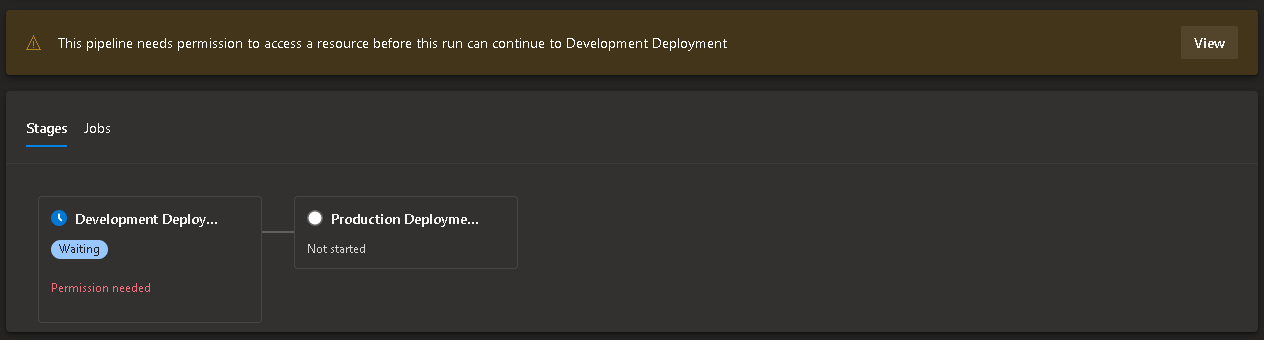 This pipeline needs permission to access a resource before this run can continue to Development Deployment
View
Stages
Jobs
Development Deploy...
Waiting
Permission needed
Production Deployme...
Not started